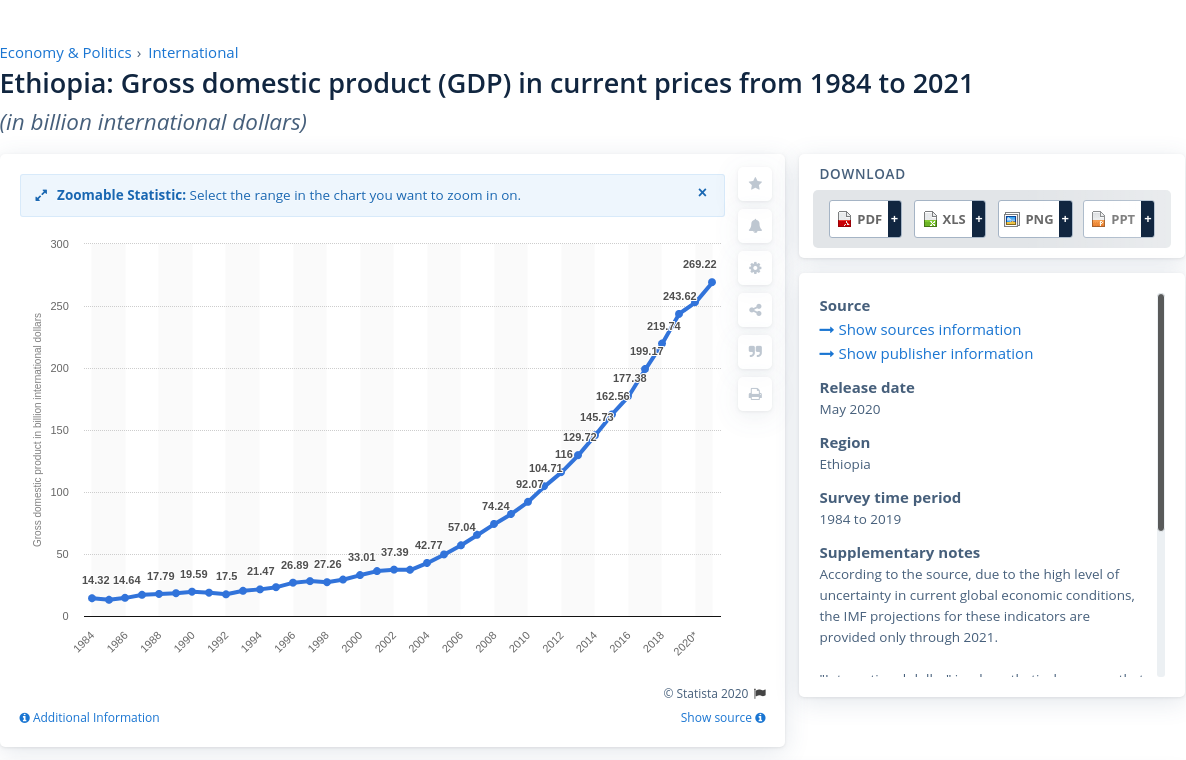 Economy & Politics › International
Ethiopia: Gross domestic product (GDP) in current prices from 1984 to 2021
(in billion international dollars)
Zoomable Statistic: Select the range in the chart you want to zoom in on. ×
Gross domestic product in billion international dollars
300
250
200
150
100
50
0
14.32 14.64 17.79 19.59 17.5 21.47 26.89 27.26 33.01 37.39 42.77 57.04 74.24 92.07 104.71 116 129.72 145.73 162.56 177.38 199.17 219.74 243.62 269.22
1984 1986 1988 1990 1992 1994 1996 1998 2000 2002 2004 2006 2008 2010 2012 2014 2016 2018 2020*
© Statista 2020
Additional Information Show source
DOWNLOAD
PDF + XLS + PNG + PPT +
Source
Show sources information
Show publisher information
Release date
May 2020
Region
Ethiopia
Survey time period
1984 to 2019
Supplementary notes
According to the source, due to the high level of
uncertainty in current global economic conditions,
the IMF projections for these indicators are
provided only through 2021.